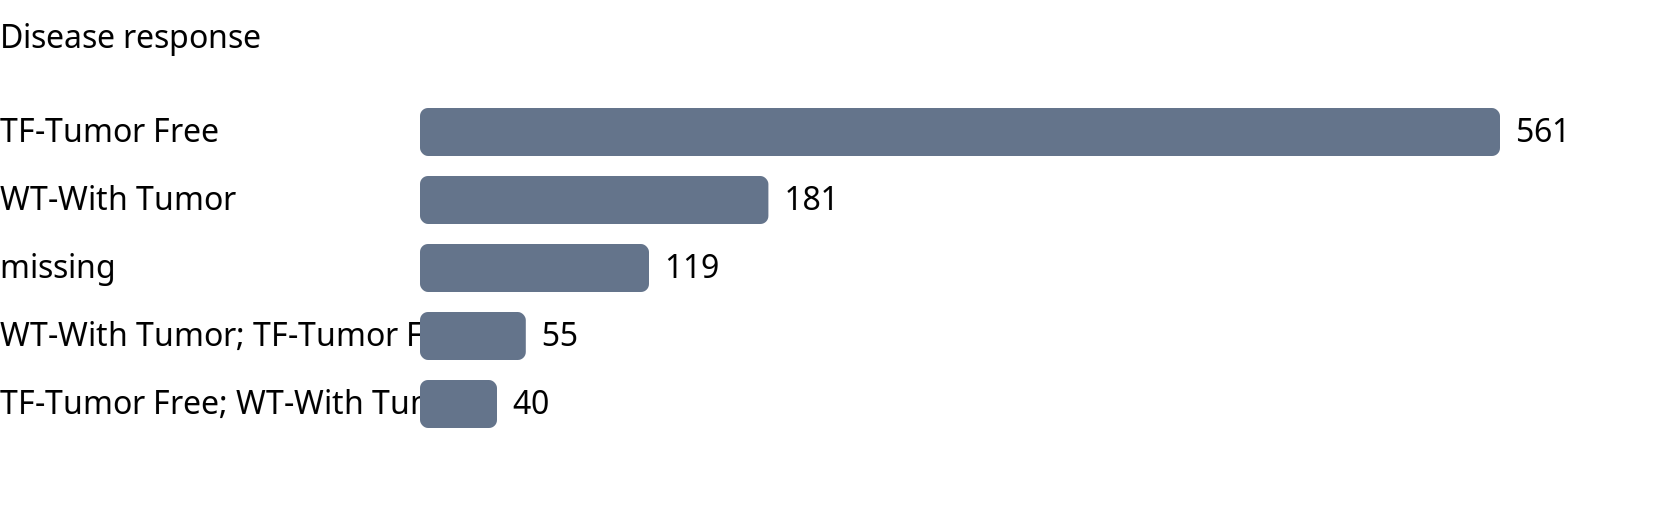 Disease response
TF-Tumor Free 561
WT-With Tumor 181
missing 119
WT-With Tumor; TF-Tumor 55
TF-Tumor Free; WT-With 40